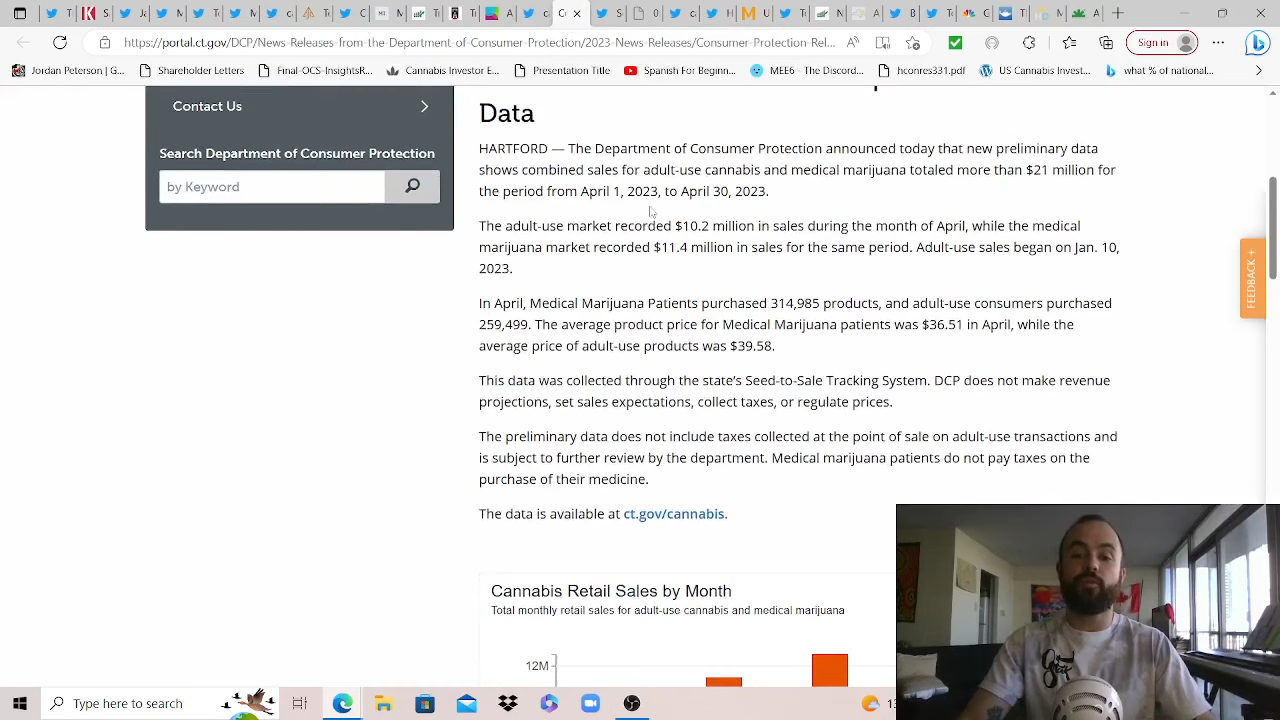 T
K
S
J
T
T
C
T
C
M
T
T
A
C
S
0
c
H
U
T
A
B
T
C
T
N
A
https://portal.ct.gov/DCP/News-Releases-from-the-Department-of-Consumer-Protection/2023-News-Releases/Consumer-Protection-Rel...
Sign in
Jordan Peterson | G...
Shareholder Letters
Final-OCS-InsightsR...
Cannabis Investor...
Presentation Title
Spanish For Beginn...
MEE6 - The Discord...
hconres331.pdf
US Cannabis Invest...
what % of national...
Contact Us
Search Department of Consumer Protection
by Keyword
Data
HARTFORD — The Department of Consumer Protection announced today that new preliminary data
shows combined sales for adult-use cannabis and medical marijuana totaled more than $21 million for
the period from April 1, 2023, to April 30, 2023.
The adult-use market recorded $10.2 million in sales during the month of April, while the medical
marijuana market recorded $11.4 million in sales for the same period. Adult-use sales began on Jan. 10,
2023.
In April, Medical Marijuana Patients purchased 314,985 products, and adult-use consumers purchased
259,499. The average product price for Medical Marijuana patients was $36.51 in April, while the
average price of adult-use products was $39.58.
This data was collected through the state's Seed-to-Sale Tracking System. DCP does not make revenue
projections, set sales expectations, collect taxes, or regulate prices.
The preliminary data does not include taxes collected at the point of sale on adult-use transactions and
is subject to further review by the department. Medical marijuana patients do not pay taxes on the
purchase of their medicine.
The data is available at ct.gov/cannabis.
FEEDBACK +
Cannabis Retail Sales by Month
Total monthly retail sales for adult-use cannabis and medical marijuana
12M
Type here to search